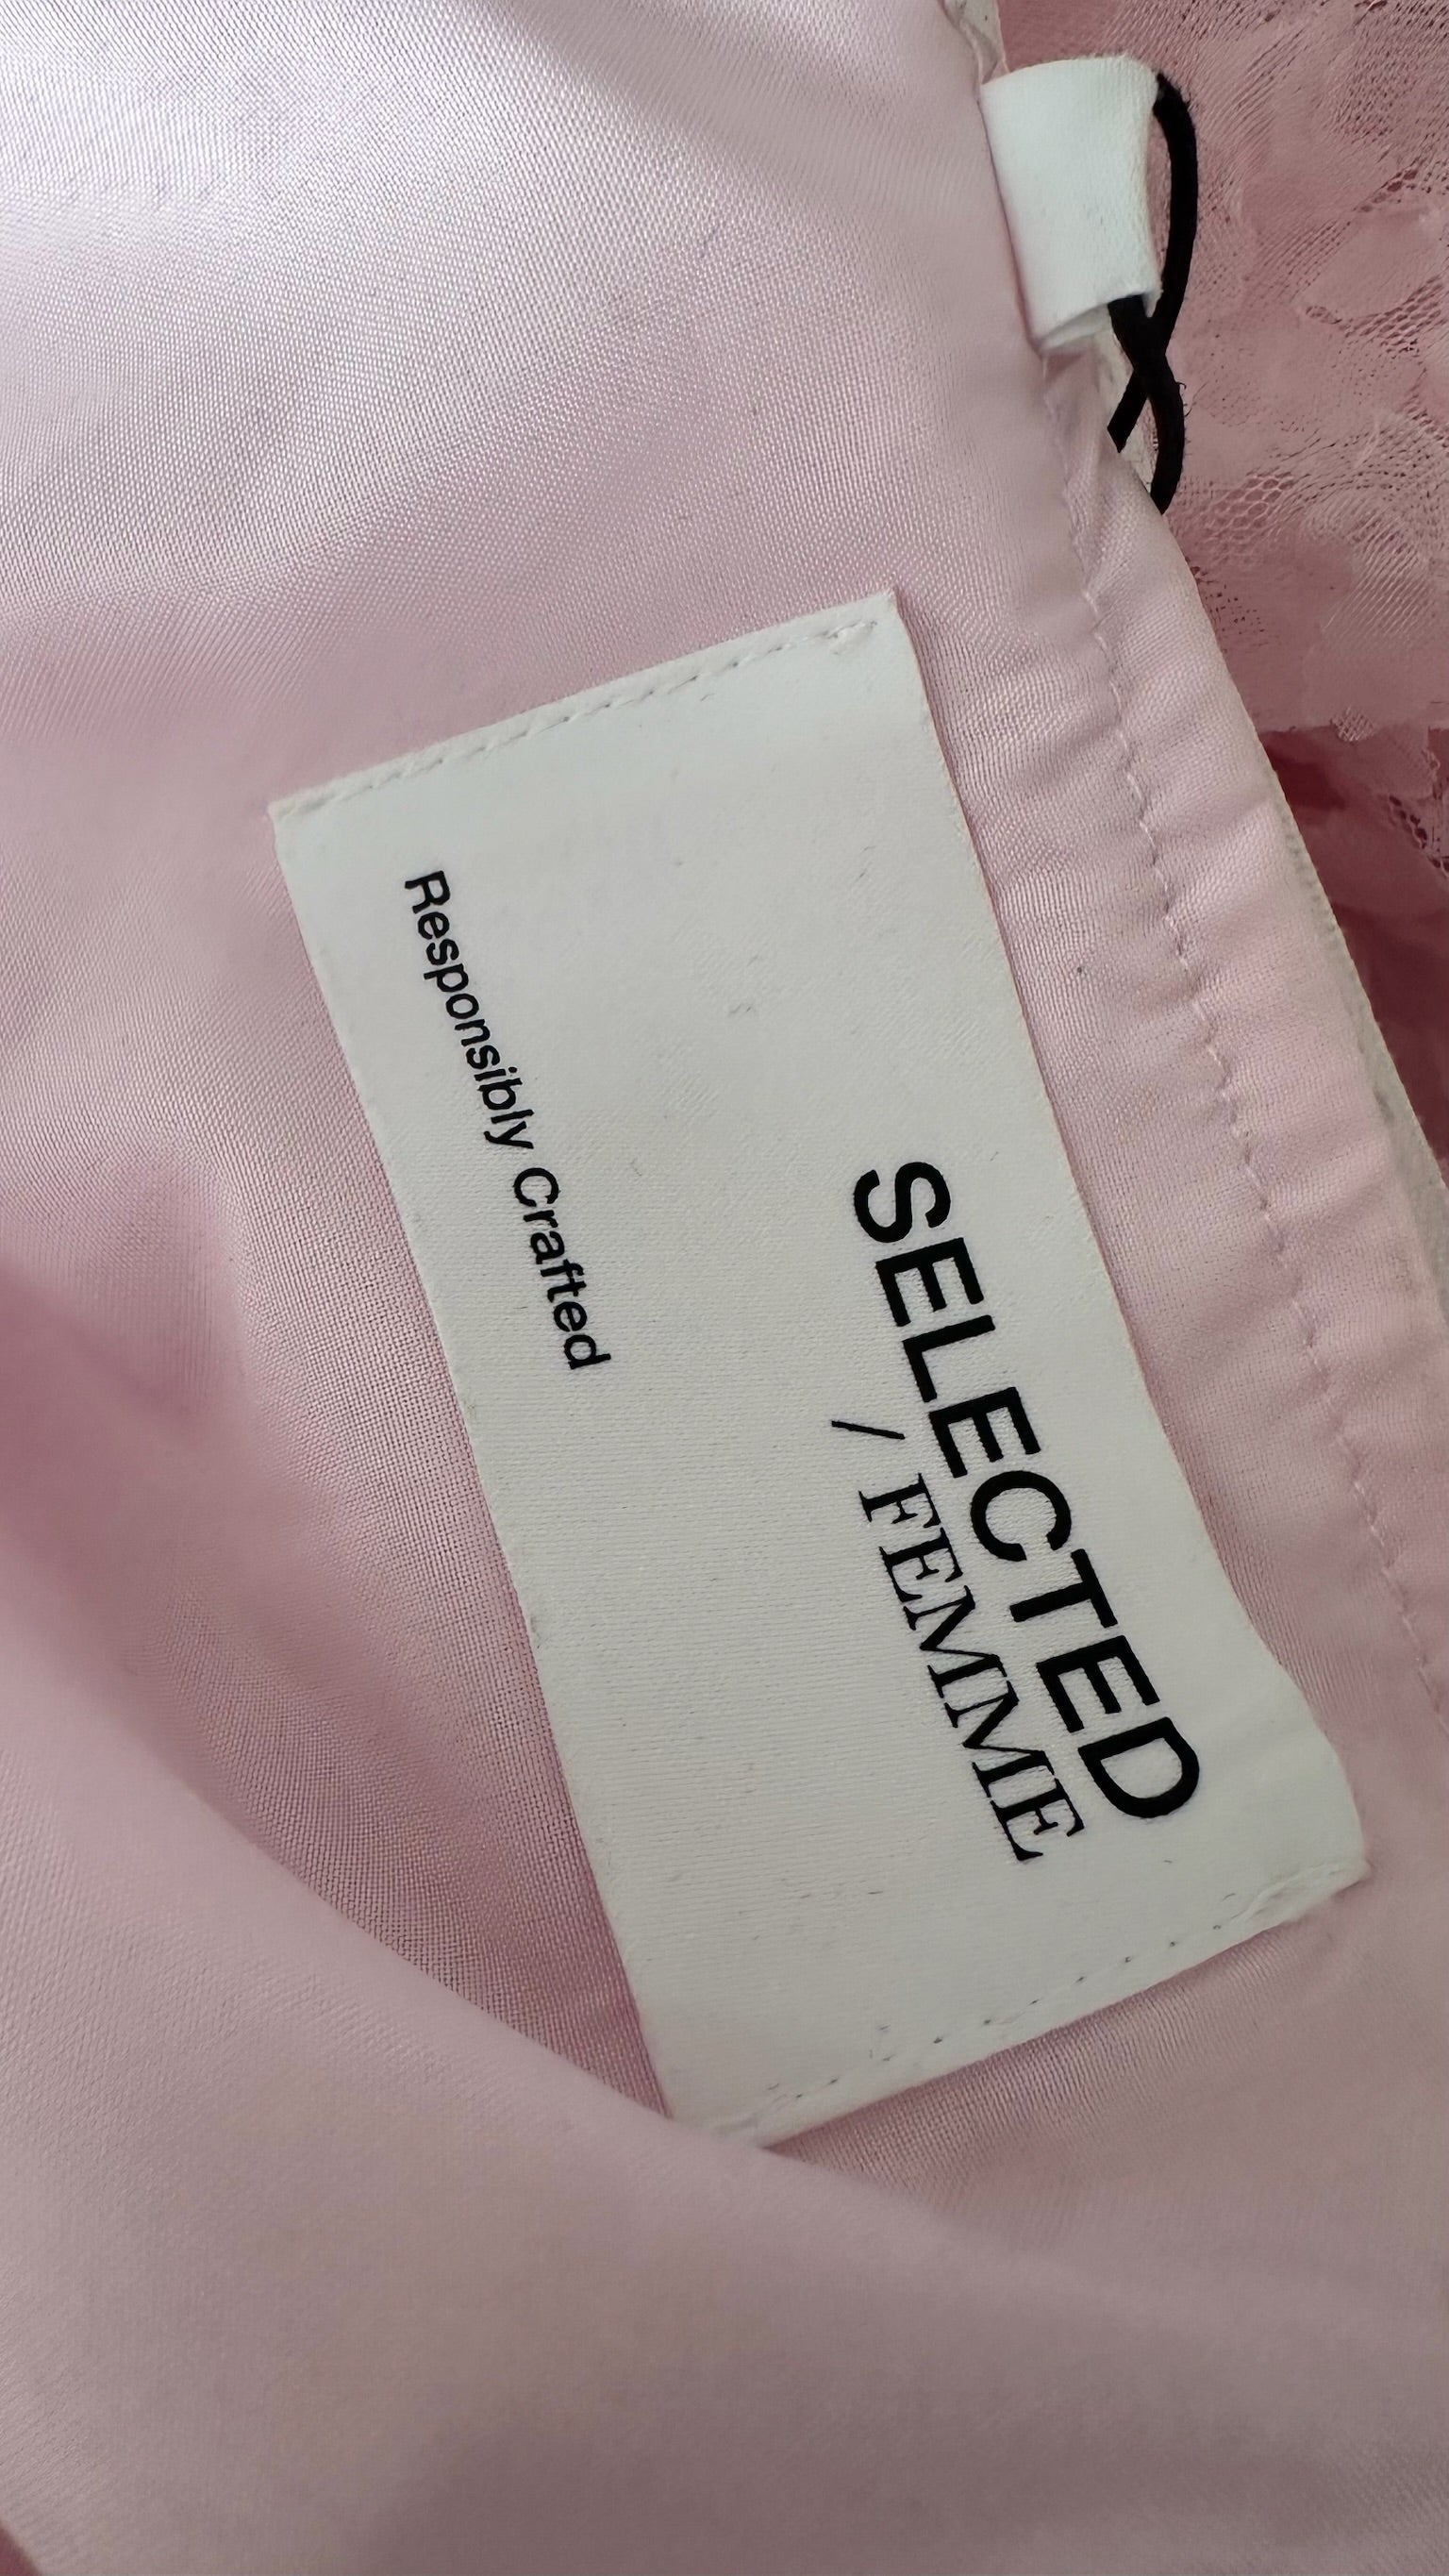 SELECTED
/ FEMME
Responsibly Crafted